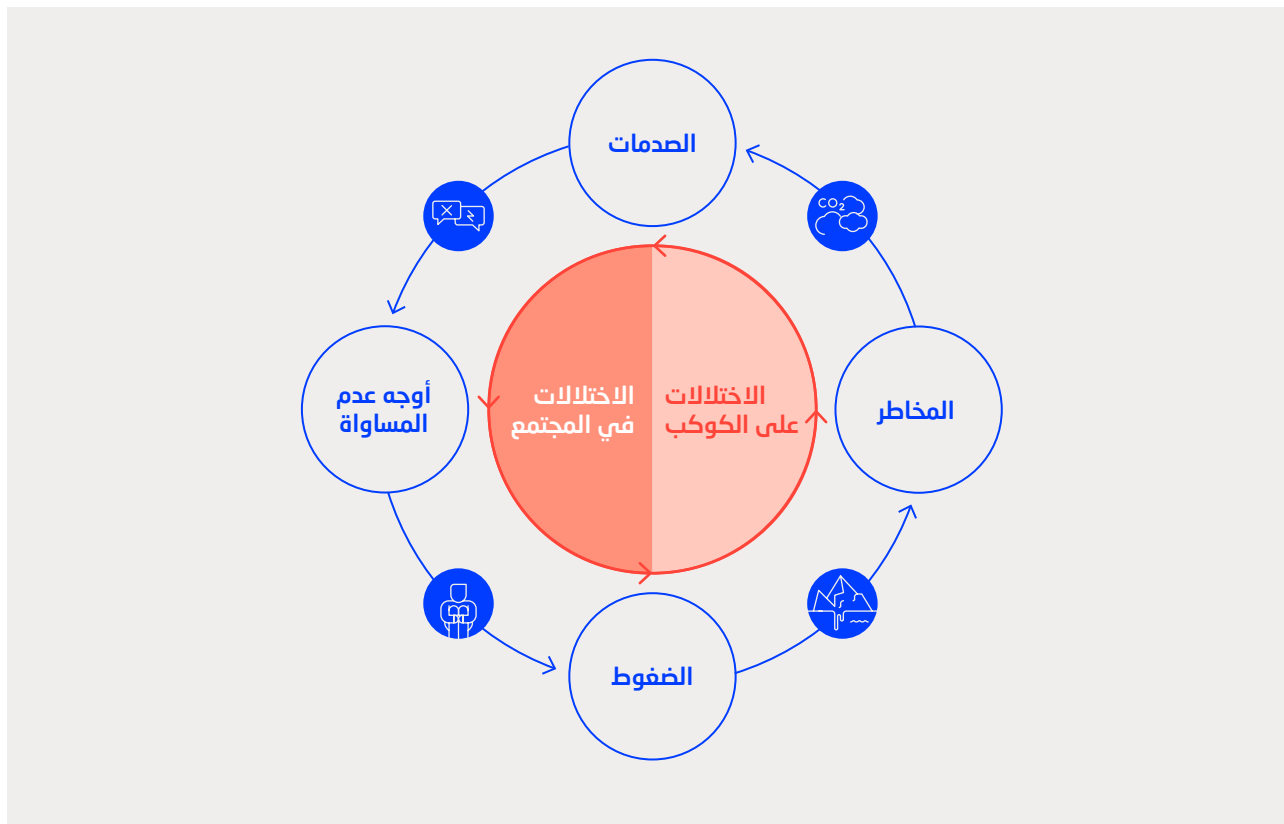 الصدمات
CO₂
المخاطر
الاختلالات
على الكوكب
الاختلالات
في المجتمع
أوجه عدم
المساواة
الضغوط